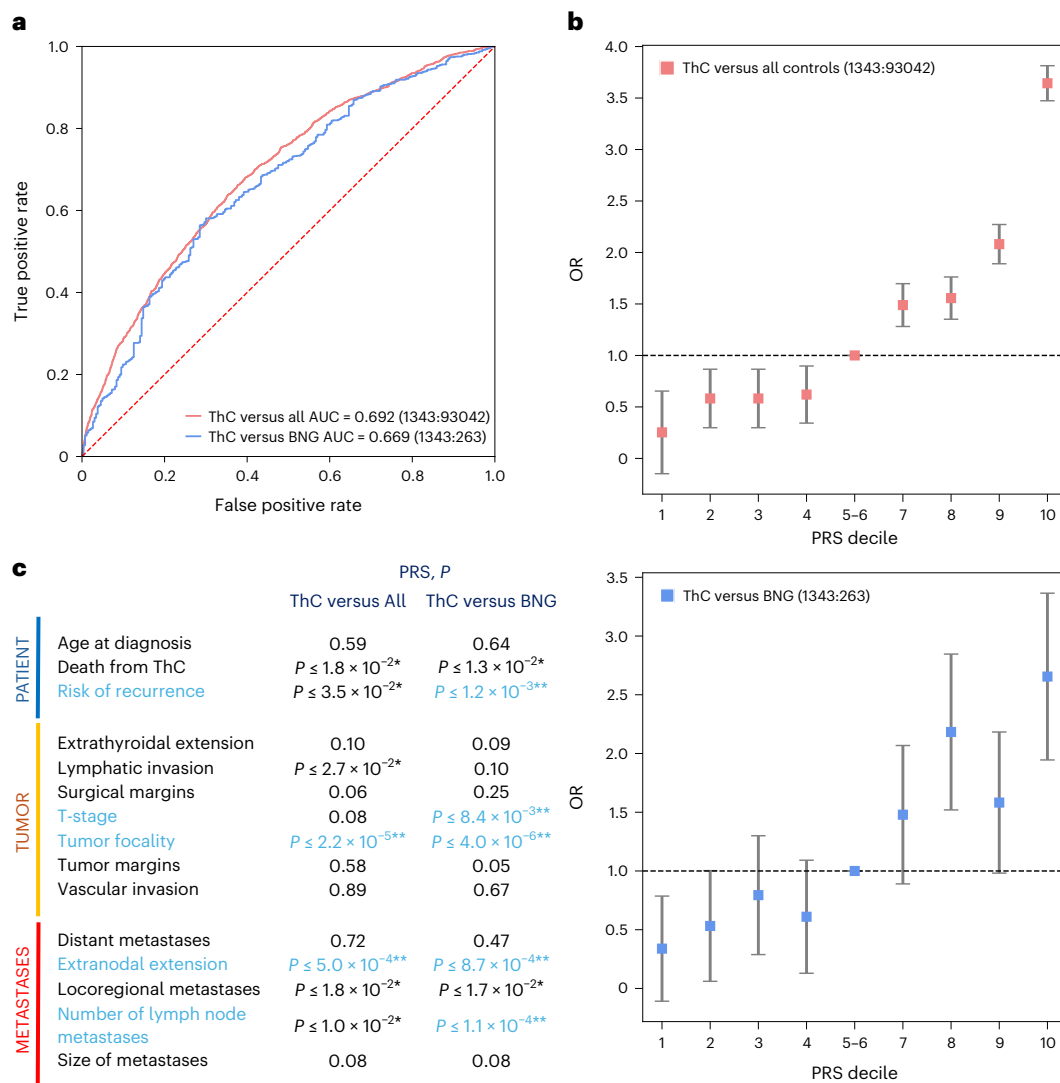 a
1.0
0.8
0.6
0.4
0.2
0
True positive rate
0 0.2 0.4 0.6 0.8 1.0
False positive rate
ThC versus all AUC = 0.692 (1343:93042)
ThC versus BNG AUC = 0.669 (1343:263)
b
4.0
3.5
3.0
2.5
2.0
1.5
1.0
0.5
0
OR
ThC versus all controls (1343:93042)
1 2 3 4 5–6 7 8 9 10
PRS decile
3.5
3.0
2.5
2.0
1.5
1.0
0.5
0
OR
ThC versus BNG (1343:263)
1 2 3 4 5–6 7 8 9 10
PRS decile
c
PRS, P
ThC versus All ThC versus BNG
PATIENT
Age at diagnosis 0.59 0.64
Death from ThC P ≤ 1.8 × 10⁻²* P ≤ 1.3 × 10⁻²*
Risk of recurrence P ≤ 3.5 × 10⁻²* P ≤ 1.2 × 10⁻³**
TUMOR
Extrathyroidal extension 0.10 0.09
Lymphatic invasion P ≤ 2.7 × 10⁻²* 0.10
Surgical margins 0.06 0.25
T-stage 0.08 P ≤ 8.4 × 10⁻³**
Tumor focality P ≤ 2.2 × 10⁻⁵** P ≤ 4.0 × 10⁻⁶**
Tumor margins 0.58 0.05
Vascular invasion 0.89 0.67
METASTASES
Distant metastases 0.72 0.47
Extranodal extension P ≤ 5.0 × 10⁻⁴** P ≤ 8.7 × 10⁻⁴**
Locoregional metastases P ≤ 1.8 × 10⁻²* P ≤ 1.7 × 10⁻²*
Number of lymph node
metastases P ≤ 1.0 × 10⁻²* P ≤ 1.1 × 10⁻⁴**
Size of metastases 0.08 0.08